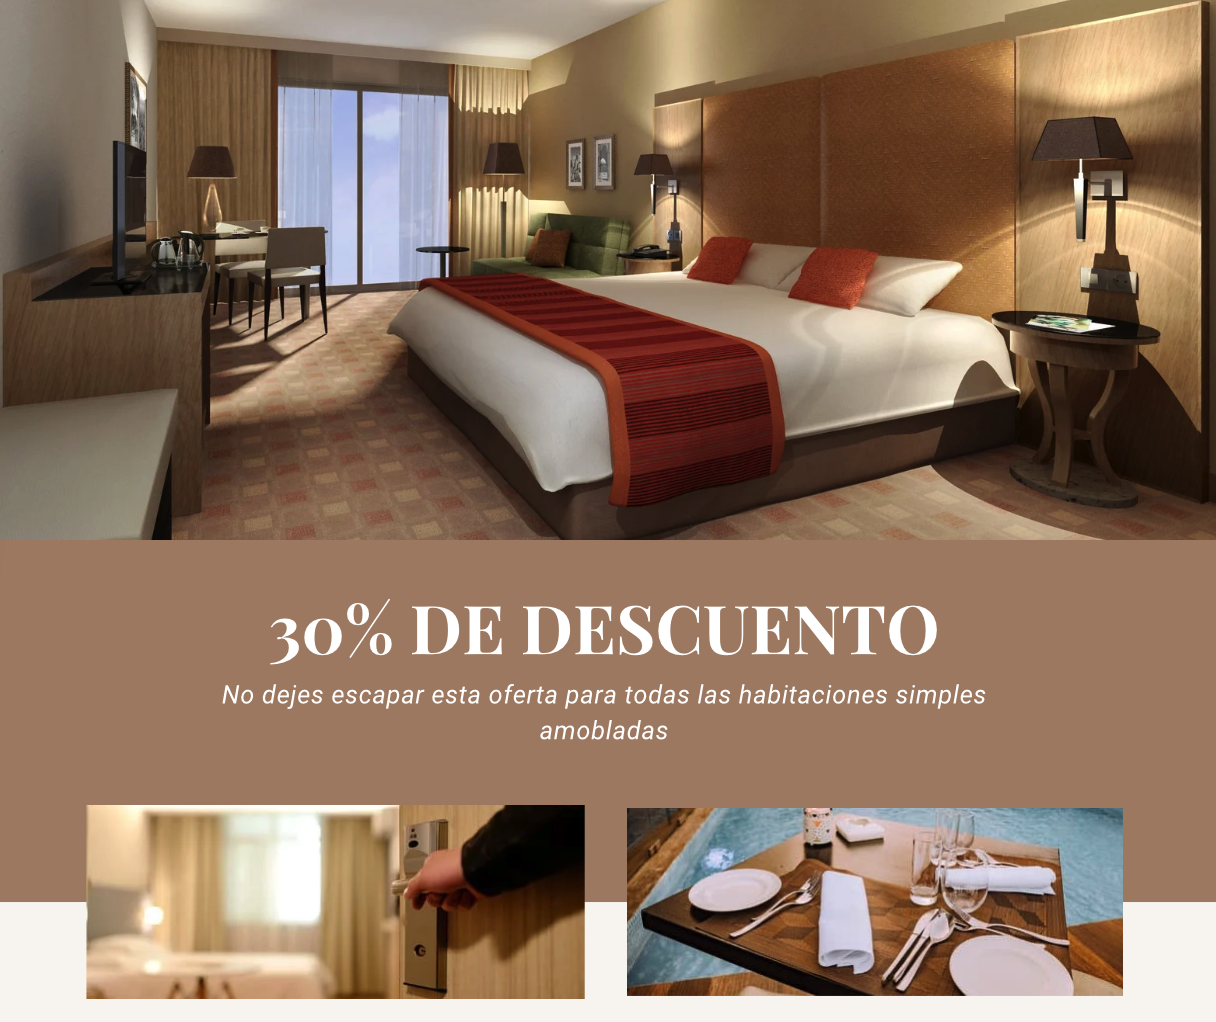 30% DE DESCUENTO
No dejes escapar esta oferta para todas las habitaciones simples
amobladas